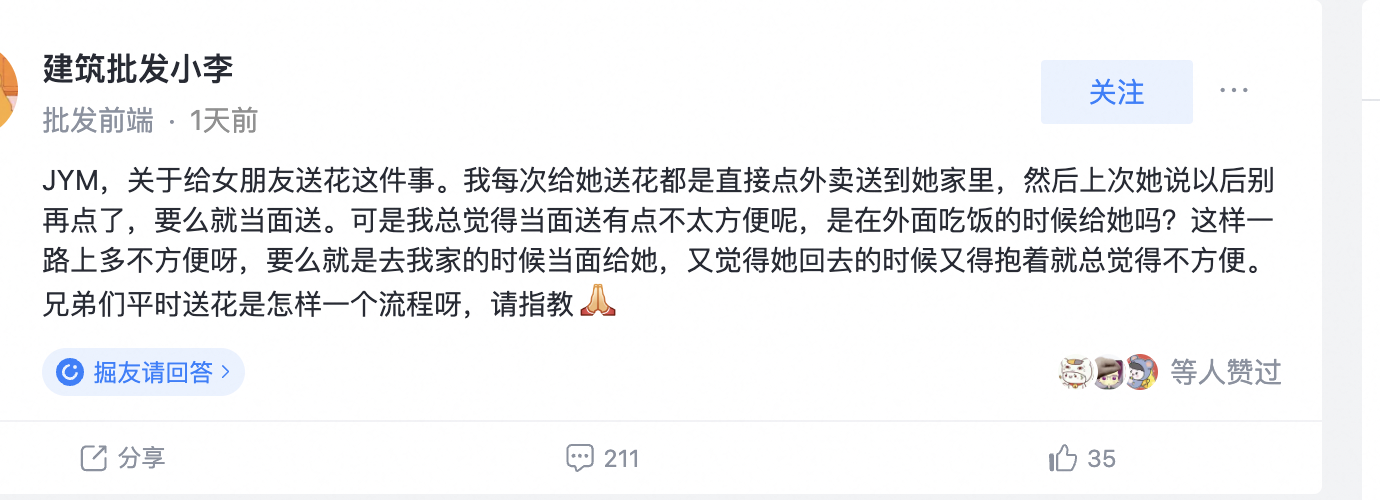 建筑批发小李
批发前端 · 1天前
关注
JYM，关于给女朋友送花这件事。我每次给她送花都是直接点外卖送到她家里，然后上次她说以后别
再点了，要么就当面送。可是我总觉得当面送有点不太方便呢，是在外面吃饭的时候给她吗？这样一
路上多不方便呀，要么就是去我家的时候当面给她，又觉得她回去的时候又得抱着就总觉得不方便。
兄弟们平时送花是怎样一个流程呀，请指教🙏
掘友请回答
等人赞过
分享
211
35